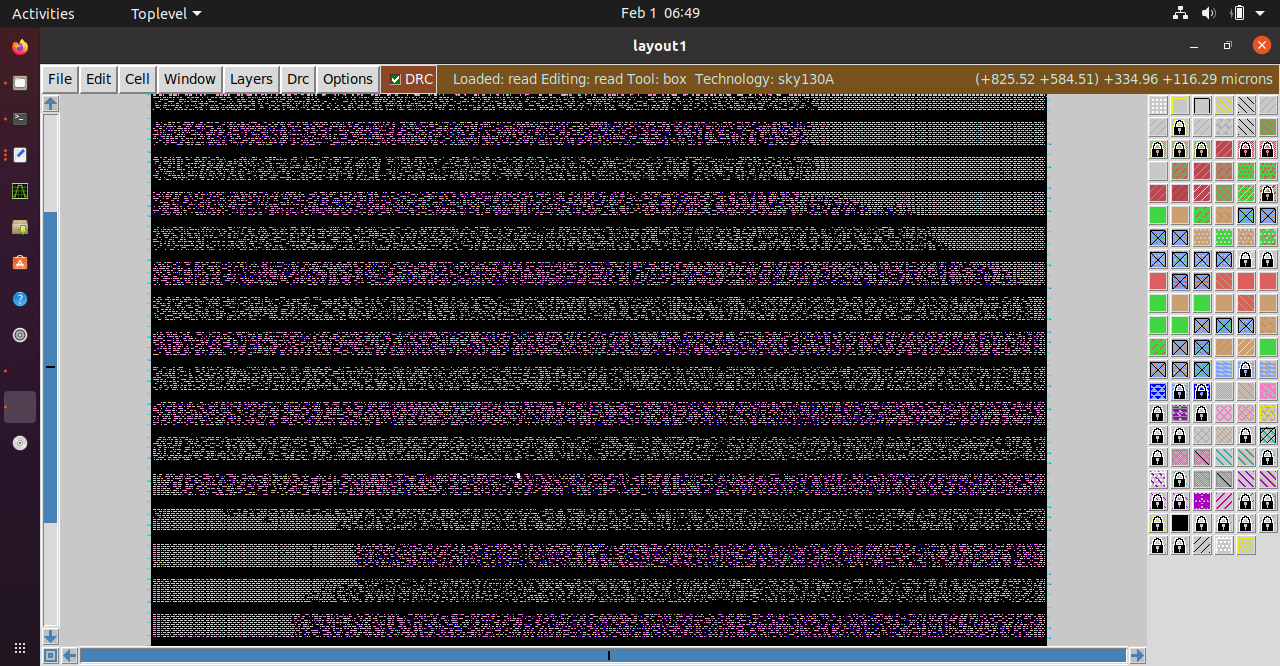 Activities Toplevel Feb 1 06:49
layout1
File Edit Cell Window Layers Drc Options DRC Loaded: read Editing: read Tool: box Technology: sky130A (+825.52 +584.51) +334.96 +116.29 microns